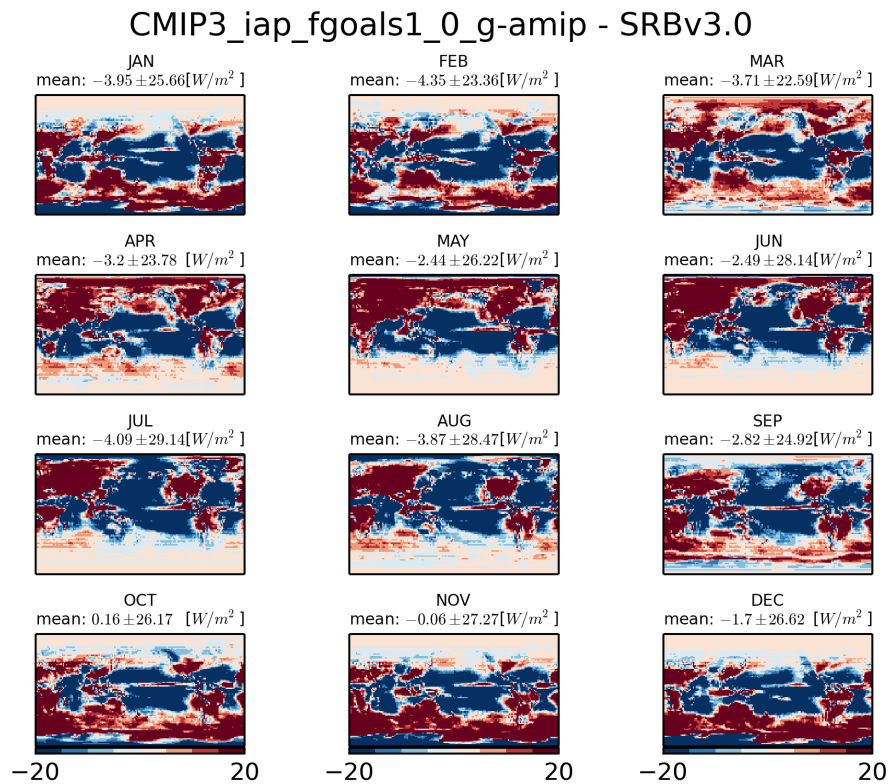 CMIP3_iap_fgoals1_0_g-amip - SRBv3.0
JAN FEB MAR
mean: −3.95±25.66[W/m² ] mean: −4.35±23.36[W/m² ] mean: −3.71±22.59[W/m² ]
APR MAY JUN
mean: −3.2±23.78 [W/m² ] mean: −2.44±26.22[W/m² ] mean: −2.49±28.14[W/m² ]
JUL AUG SEP
mean: −4.09±29.14[W/m² ] mean: −3.87±28.47[W/m² ] mean: −2.82±24.92[W/m² ]
OCT NOV DEC
mean: 0.16±26.17 [W/m² ] mean: −0.06±27.27[W/m² ] mean: −1.7±26.62 [W/m² ]
−20 20 −20 20 −20 20